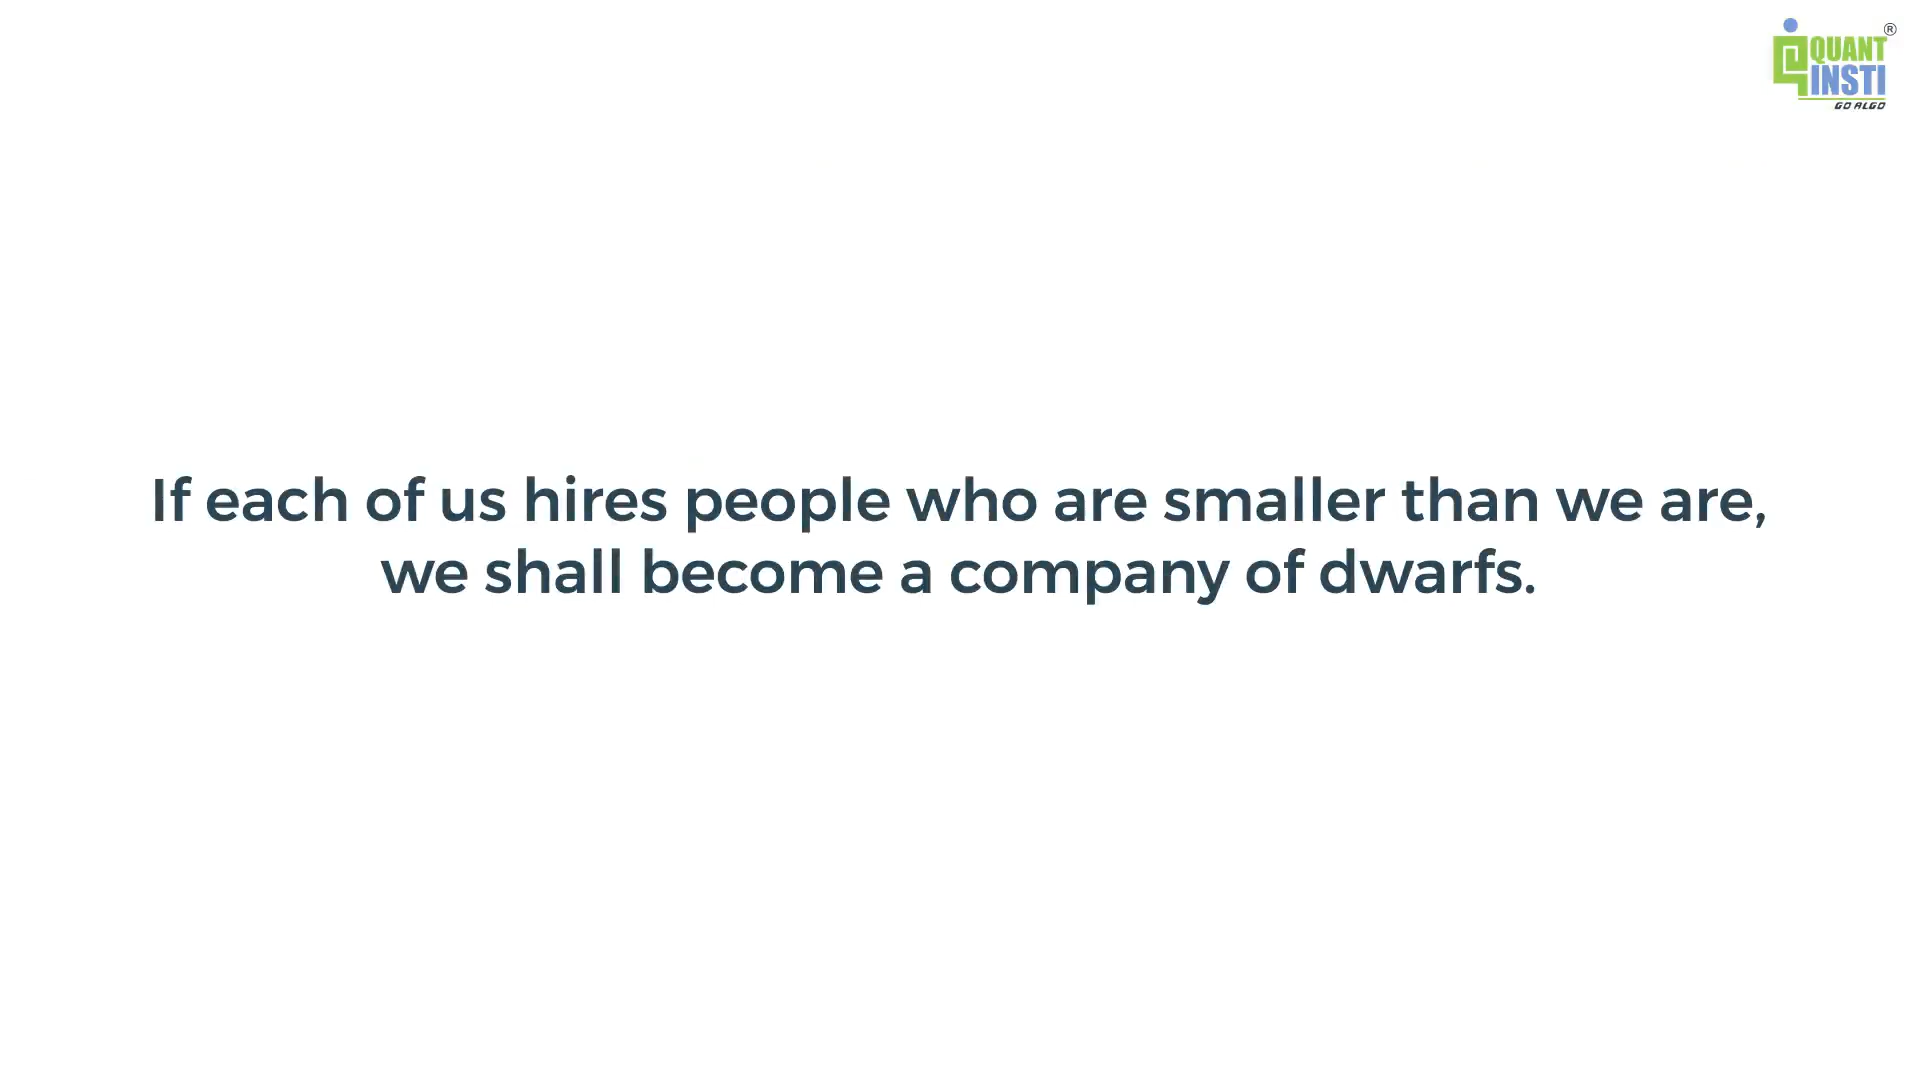 QUANT
INSTI
GO ALGO
®
If each of us hires people who are smaller than we are,
we shall become a company of dwarfs.